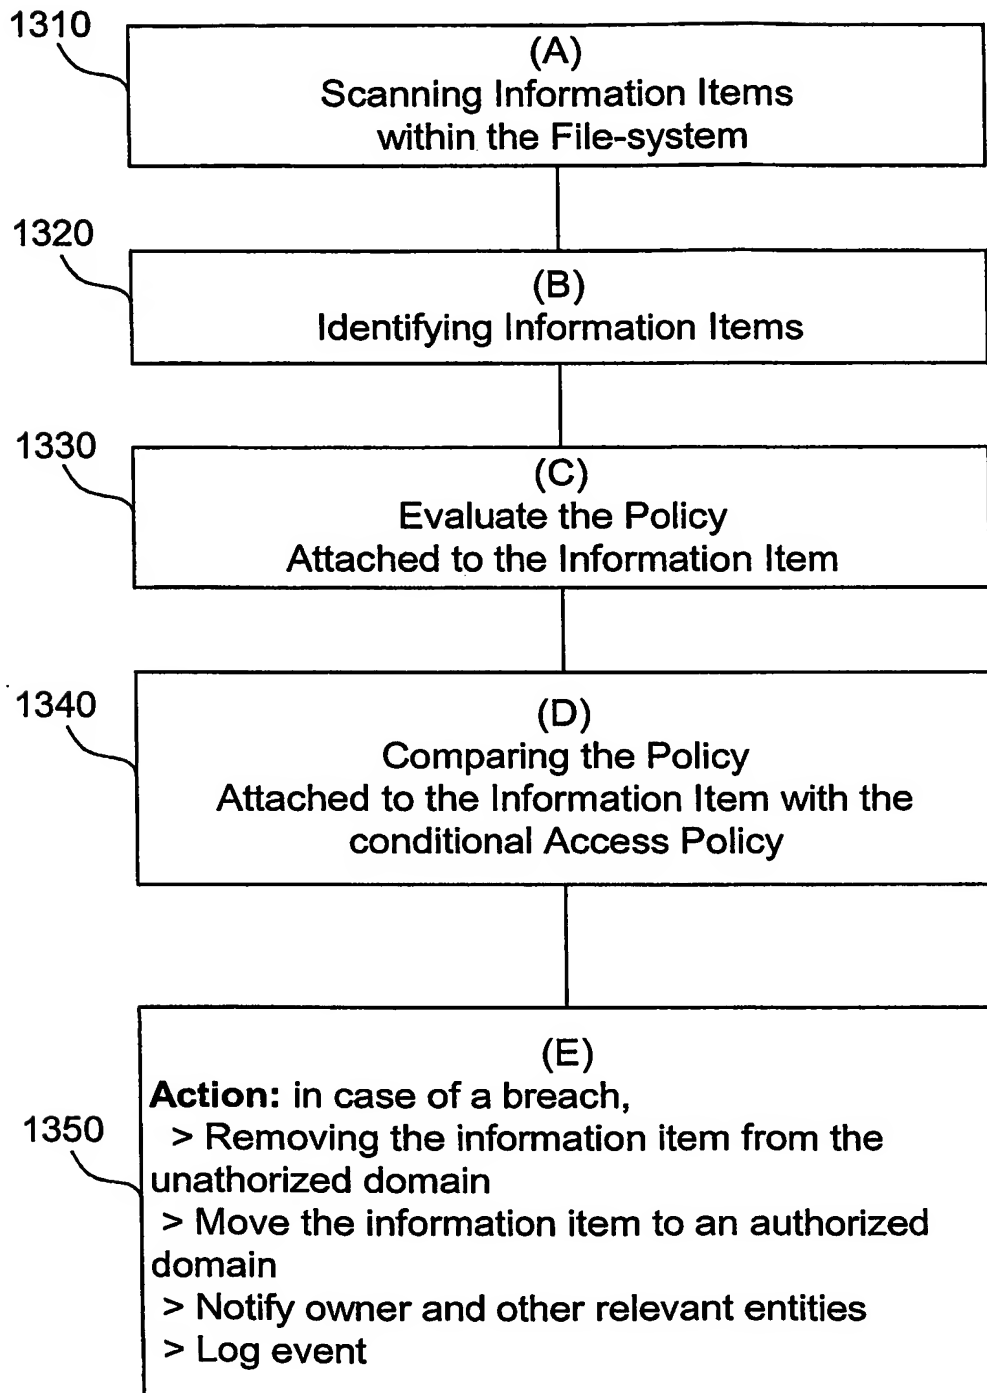 1310
(A)
Scanning Information Items
within the File-system
1320
(B)
Identifying Information Items
1330
(C)
Evaluate the Policy
Attached to the Information Item
1340
(D)
Comparing the Policy
Attached to the Information Item with the
conditional Access Policy
1350
(E)
Action: in case of a breach,
> Removing the information item from the
unathorized domain
> Move the information item to an authorized
domain
> Notify owner and other relevant entities
> Log event